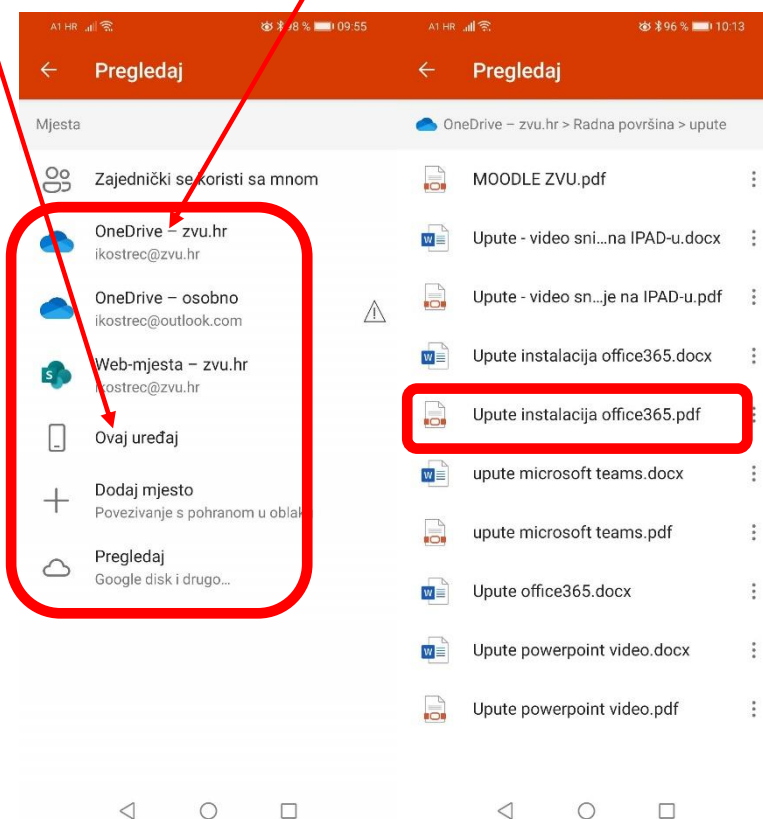 A1 HR
98 % 09:55
Pregledaj
Mjesta
Zajednički se koristi sa mnom
OneDrive – zvu.hr
ikostrec@zvu.hr
OneDrive – osobno
ikostrec@outlook.com
Web-mjesta – zvu.hr
ikostrec@zvu.hr
Ovaj uređaj
Dodaj mjesto
Povezivanje s pohranom u oblaku
Pregledaj
Google disk i drugo...
A1 HR
96 % 10:13
Pregledaj
OneDrive – zvu.hr > Radna površina > upute
MOODLE ZVU.pdf
Upute - video sni...na IPAD-u.docx
Upute - video sn...je na IPAD-u.pdf
Upute instalacija office365.docx
Upute instalacija office365.pdf
upute microsoft teams.docx
upute microsoft teams.pdf
Upute office365.docx
Upute powerpoint video.docx
Upute powerpoint video.pdf